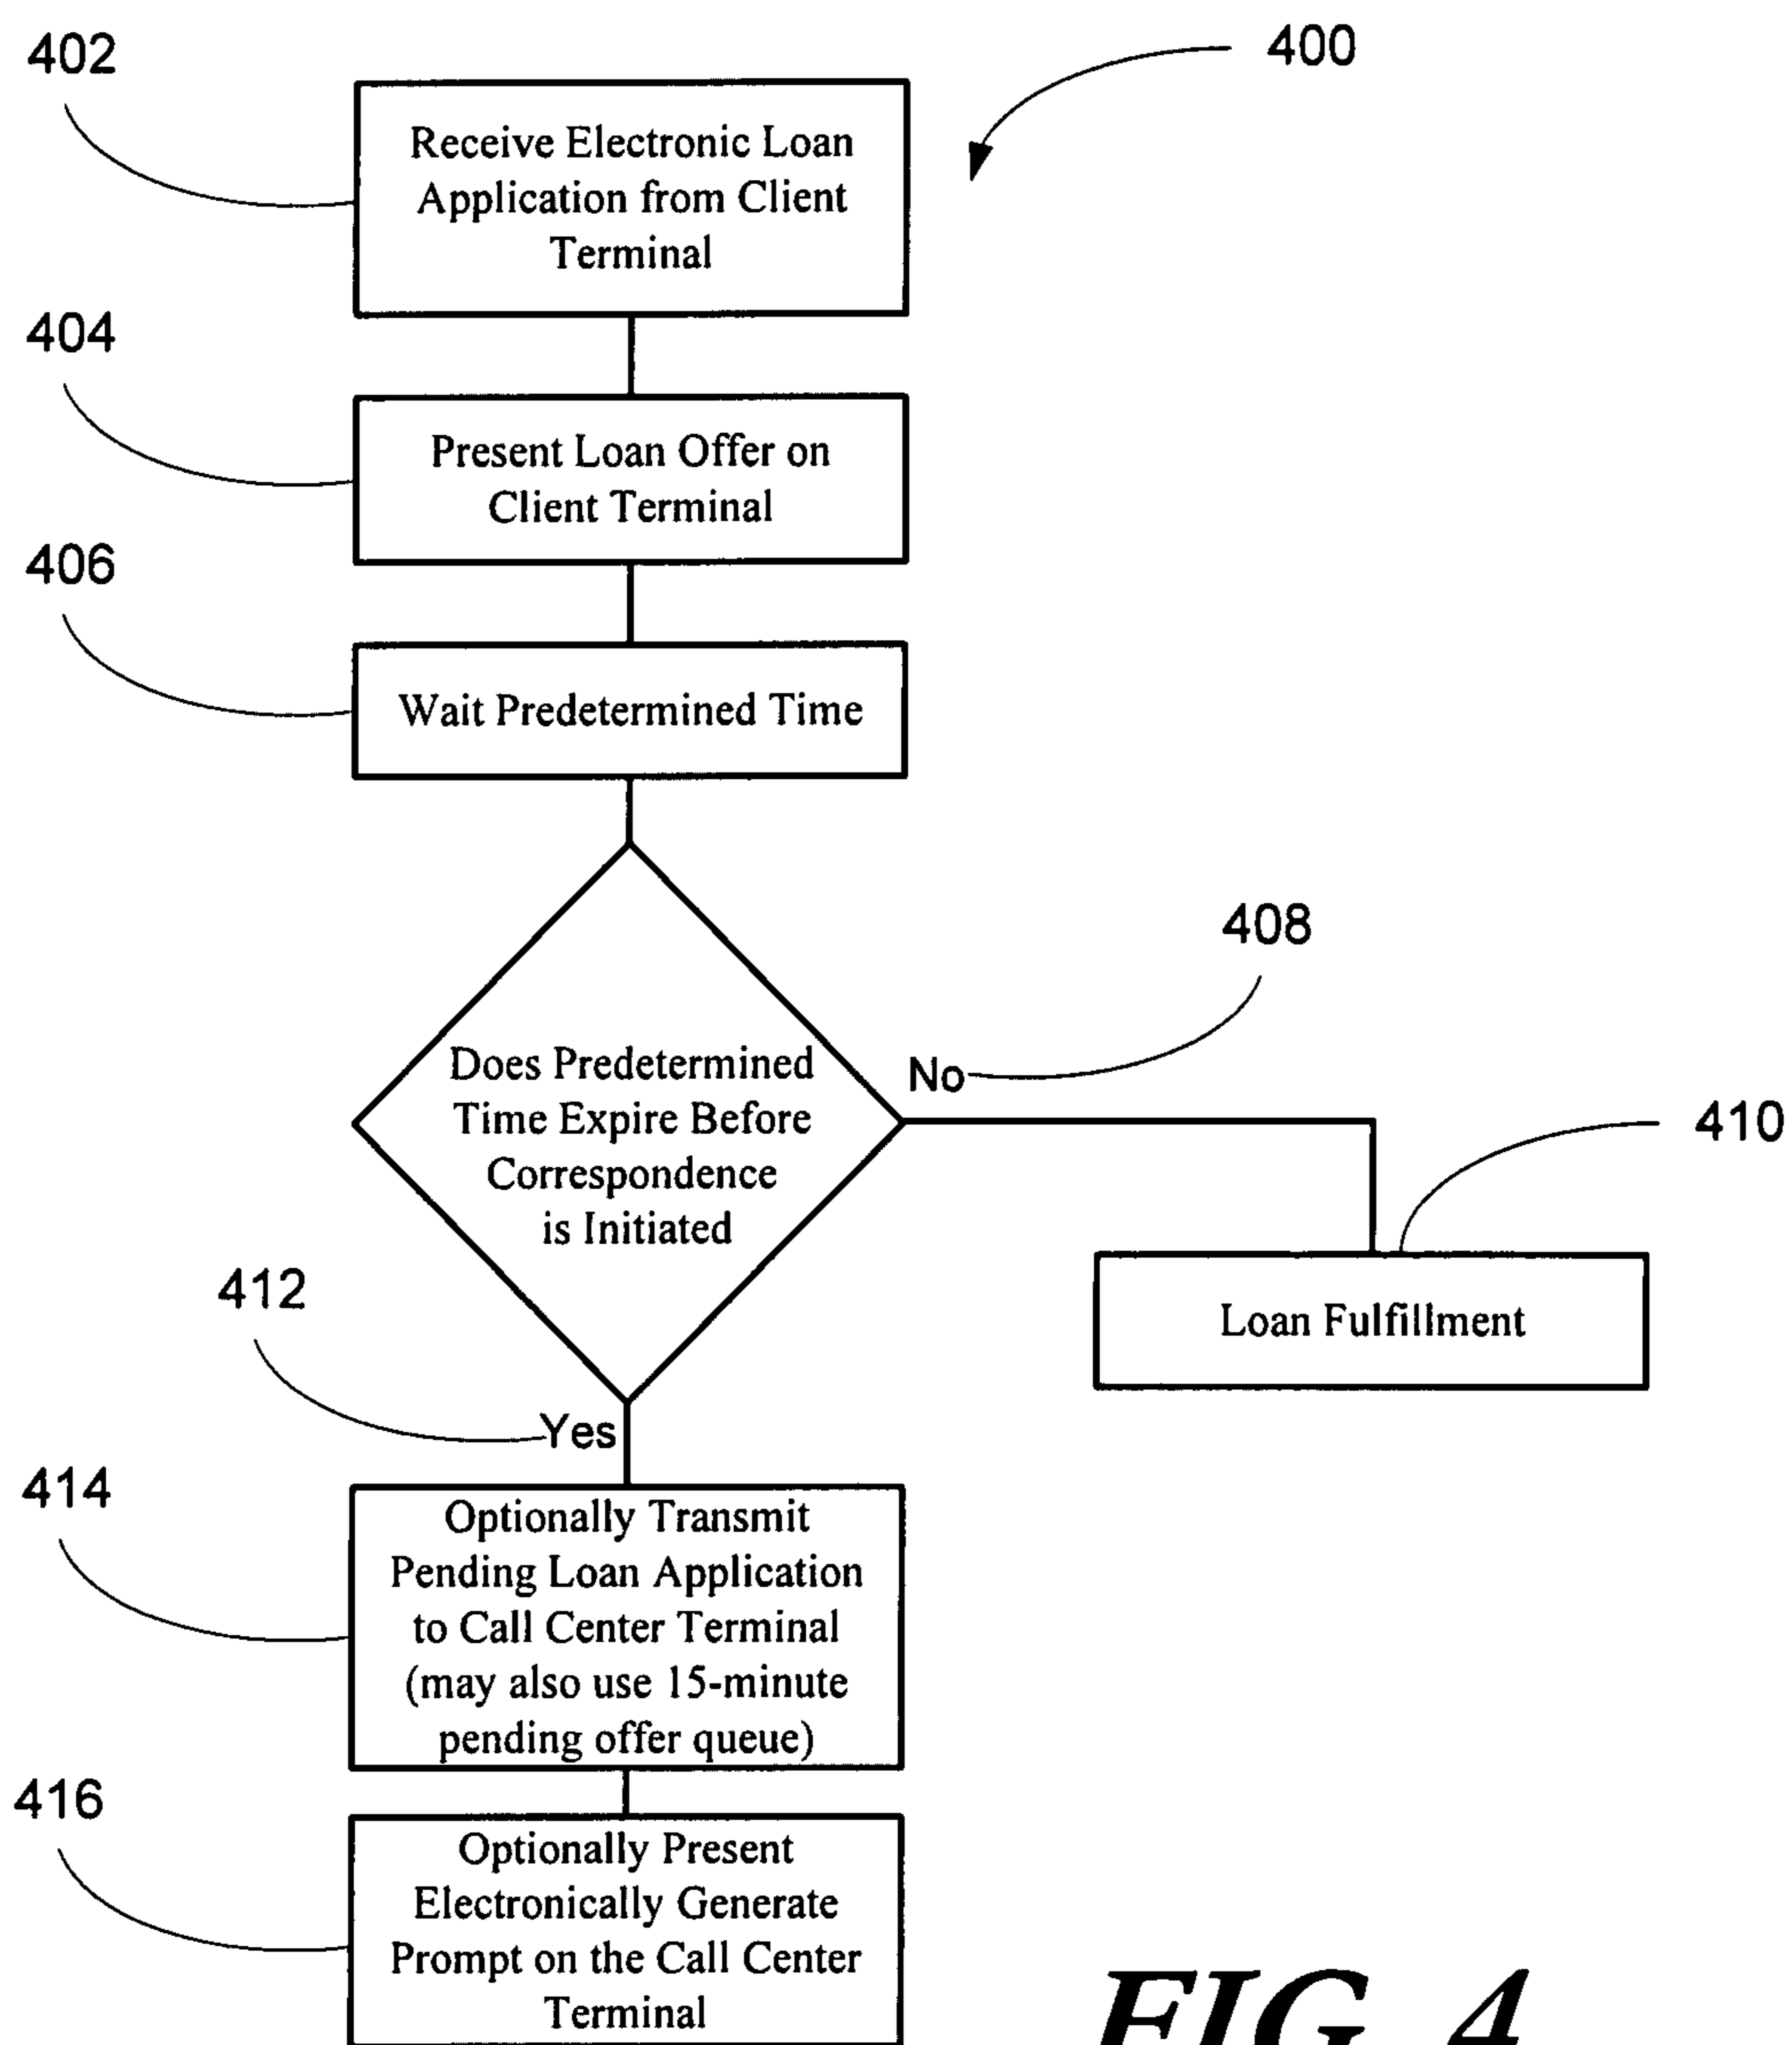 402
400
Receive Electronic Loan
Application from Client
Terminal
404
Present Loan Offer on
Client Terminal
406
Wait Predetermined Time
408
Does Predetermined
Time Expire Before
Correspondence
is Initiated
No
410
Loan Fulfillment
412
Yes
414
Optionally Transmit
Pending Loan Application
to Call Center Terminal
(may also use 15-minute
pending offer queue)
416
Optionally Present
Electronically Generate
Prompt on the Call Center
Terminal
FIG. 4